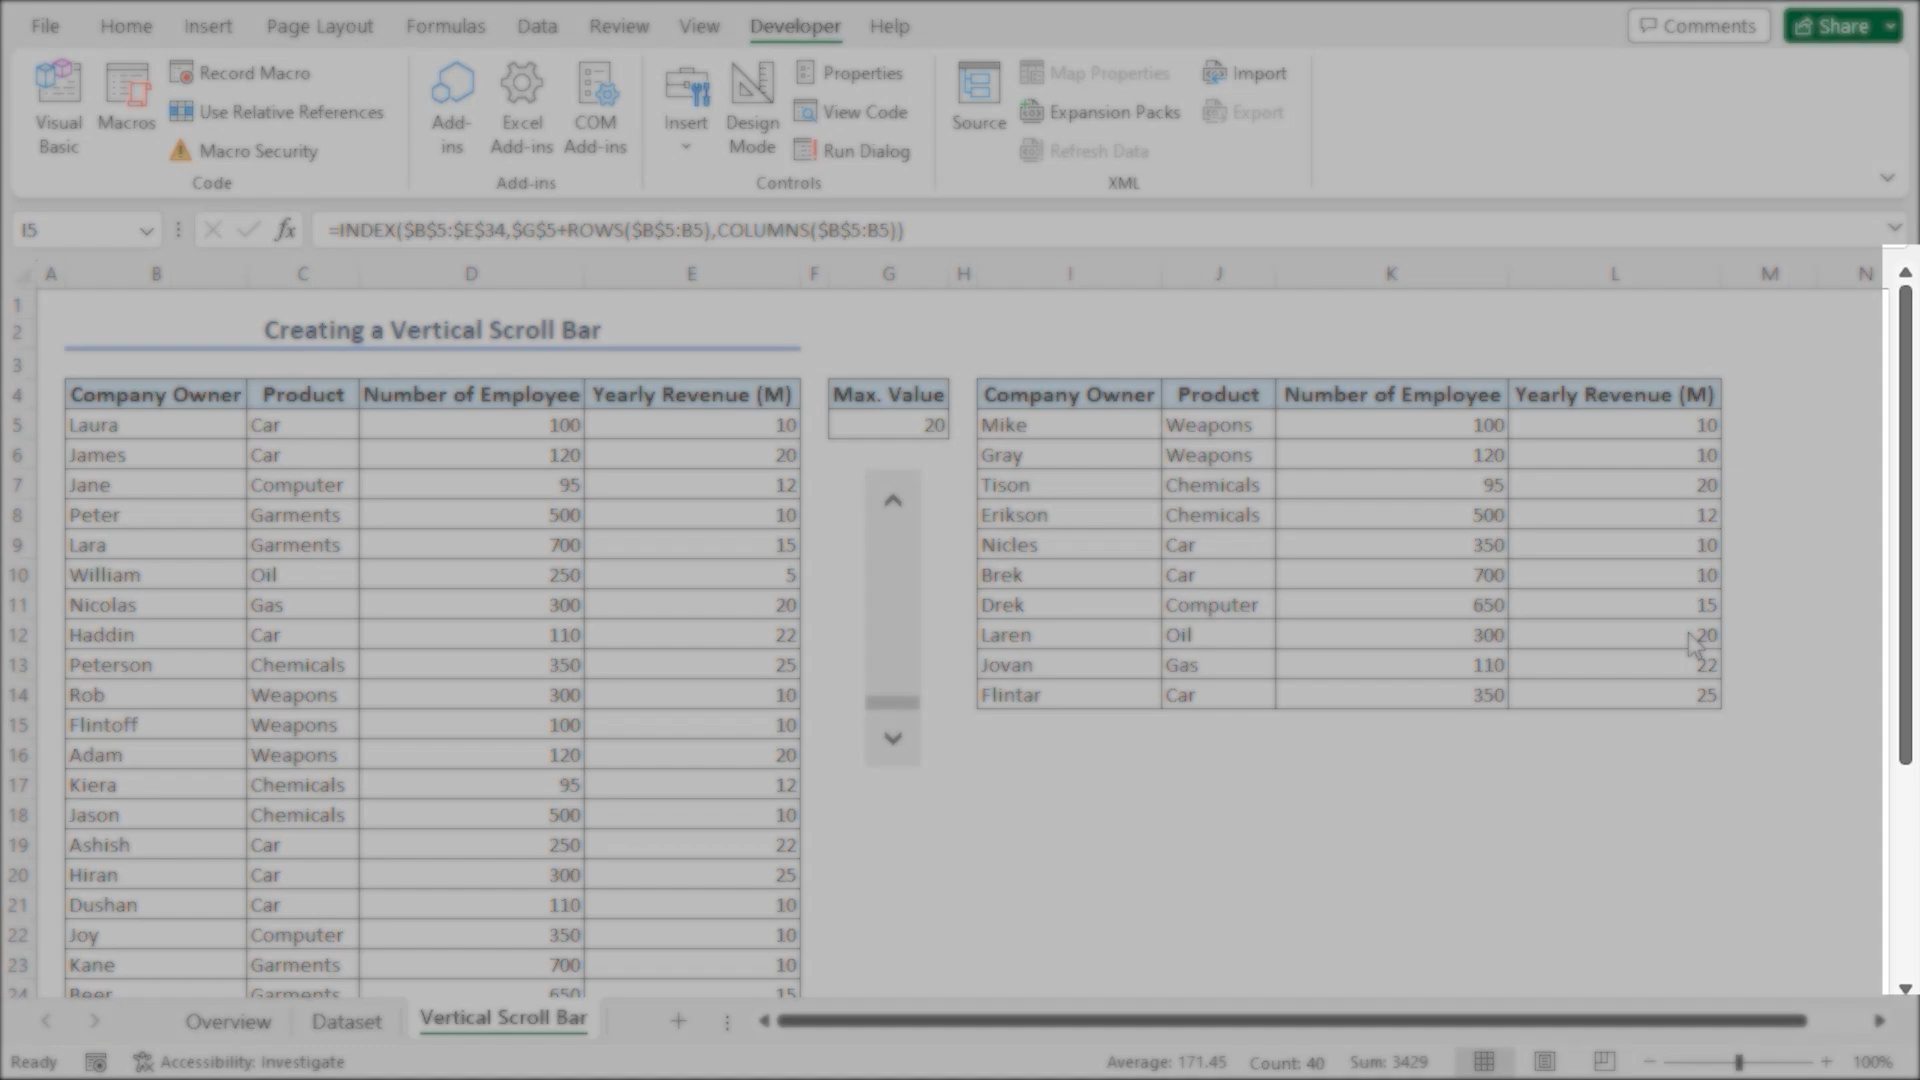 File Home Insert Page Layout Formulas Data Review View Developer Help Comments Share
Visual Basic
Macros
Record Macro
Use Relative References
Macro Security
Code
Add-ins
Excel Add-ins
COM Add-ins
Add-ins
Insert
Design Mode
Properties
View Code
Run Dialog
Controls
Source
Map Properties
Expansion Packs
Refresh Data
Import
Export
XML
I5 fx =INDEX($B$5:$E$34,$G$5+ROWS($B$5:B5),COLUMNS($B$5:B5))
A B C D E F G H I J K L M N
1
2 Creating a Vertical Scroll Bar
3
4 Company Owner Product Number of Employee Yearly Revenue (M) Max. Value Company Owner Product Number of Employee Yearly Revenue (M)
5 Laura Car 100 10 20 Mike Weapons 100 10
6 James Car 120 20 Gray Weapons 120 10
7 Jane Computer 95 12 Tison Chemicals 95 20
8 Peter Garments 500 10 Erikson Chemicals 500 12
9 Lara Garments 700 15 Nicles Car 350 10
10 William Oil 250 5 Brek Car 700 10
11 Nicolas Gas 300 20 Drek Computer 650 15
12 Haddin Car 110 22 Laren Oil 300 20
13 Peterson Chemicals 350 25 Jovan Gas 110 22
14 Rob Weapons 300 10 Flintar Car 350 25
15 Flintoff Weapons 100 10
16 Adam Weapons 120 20
17 Kiera Chemicals 95 12
18 Jason Chemicals 500 10
19 Ashish Car 250 22
20 Hiran Car 300 25
21 Dushan Car 110 10
22 Joy Computer 350 10
23 Kane Garments 700 10
24 Beer Garments 650 15
Overview Dataset Vertical Scroll Bar
Ready Accessibility: Investigate Average: 171.45 Count: 40 Sum: 3429 100%